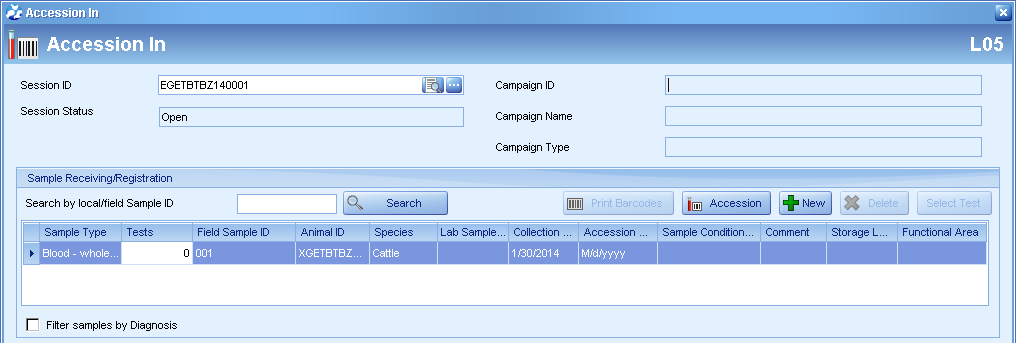 Accession In
Accession In L05
Session ID EGETBTBZ140001 Campaign ID
Session Status Open Campaign Name
Campaign Type
Sample Receiving/Registration
Search by local/field Sample ID Search Print Barcodes Accession New Delete Select Test
Sample Type Tests Field Sample ID Animal ID Species Lab Sample... Collection ... Accession ... Sample Condition... Comment Storage L... Functional Area
Blood - whole... 0 001 XGETBTBZ... Cattle 1/30/2014 M/d/yyyy
Filter samples by Diagnosis